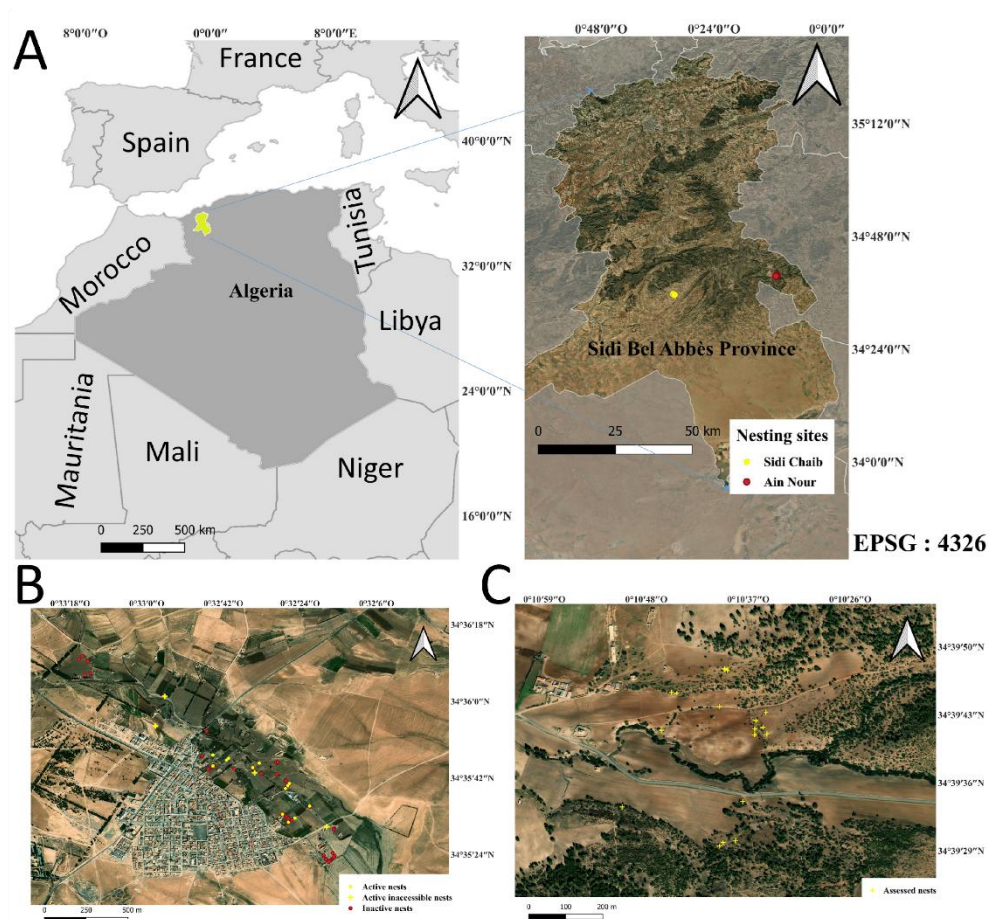 A
8°0′0″O
0°0′0″
8°0′0″E
France
Spain
40°0′0″N
Morocco
Tunisia
32°0′0″N
Algeria
Libya
24°0′0″N
Mauritania
Mali
Niger
16°0′0″N
0 250 500 km
0°48′0″O
0°24′0″O
0°0′0″
35°12′0″N
34°48′0″N
34°24′0″N
34°0′0″N
Sidi Bel Abbès Province
0 25 50 km
Nesting sites
Sidi Chaib
Ain Nour
EPSG : 4326
B
0°33′18″O
0°33′0″O
0°32′42″O
0°32′24″O
0°32′6″O
34°36′18″N
34°36′0″N
34°35′42″N
34°35′24″N
Active nests
Active inaccessible nests
Inactive nests
0 250 500 m
C
0°10′59″O
0°10′48″O
0°10′37″O
0°10′26″O
34°39′50″N
34°39′43″N
34°39′36″N
34°39′29″N
Assessed nests
0 100 200 m